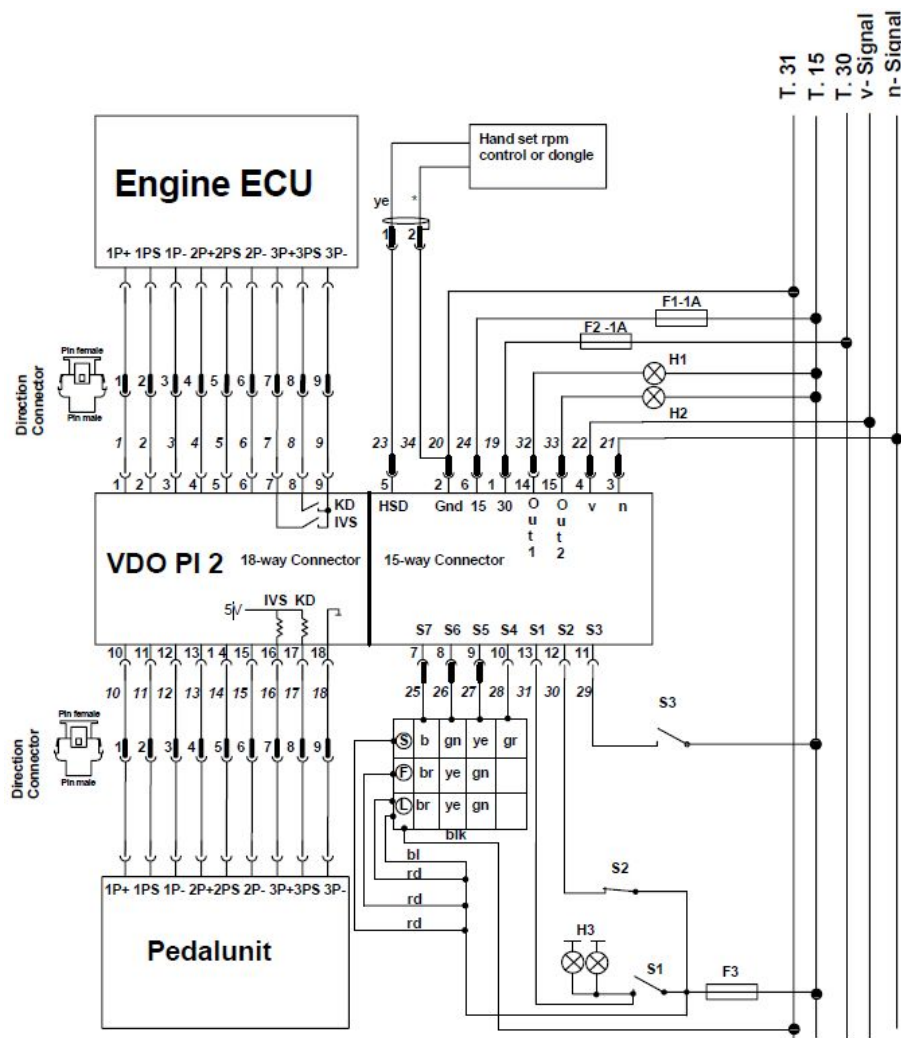 T. 31
T. 15
T. 30
v- Signal
n- Signal
Hand set rpm
control or dongle
Engine ECU
ye
*
1 2
1P+ 1PS 1P- 2P+ 2PS 2P- 3P+ 3PS 3P-
F1-1A
F2 -1A
H1
H2
Direction
Connector
Pin female
Pin male
1 2 3 4 5 6 7 8 9
1 2 3 4 5 6 7 8 9
23 34 20 24 19 32 33 22 21
1 2 3 4 5 6 7 8 9
5 2 6 1 14 15 4 3
KD
IVS
HSD Gnd 15 30 Out1 Out2 v n
VDO PI 2
18-way Connector
15-way Connector
5V
IVS KD
S7 S6 S5 S4 S1 S2 S3
10 11 12 13 1 4 15 16 17 18
7 8 9 10 13 12 11
10 11 12 13 14 15 16 17 18
25 26 27 28 31 30 29
S3
Direction
Connector
Pin female
Pin male
1 2 3 4 5 6 7 8 9
S b gn ye gr
F br ye gn
L br ye gn
blk
bl
rd
rd
rd
S2
1P+ 1PS 1P- 2P+ 2PS 2P- 3P+ 3PS 3P-
Pedalunit
H3
S1
F3